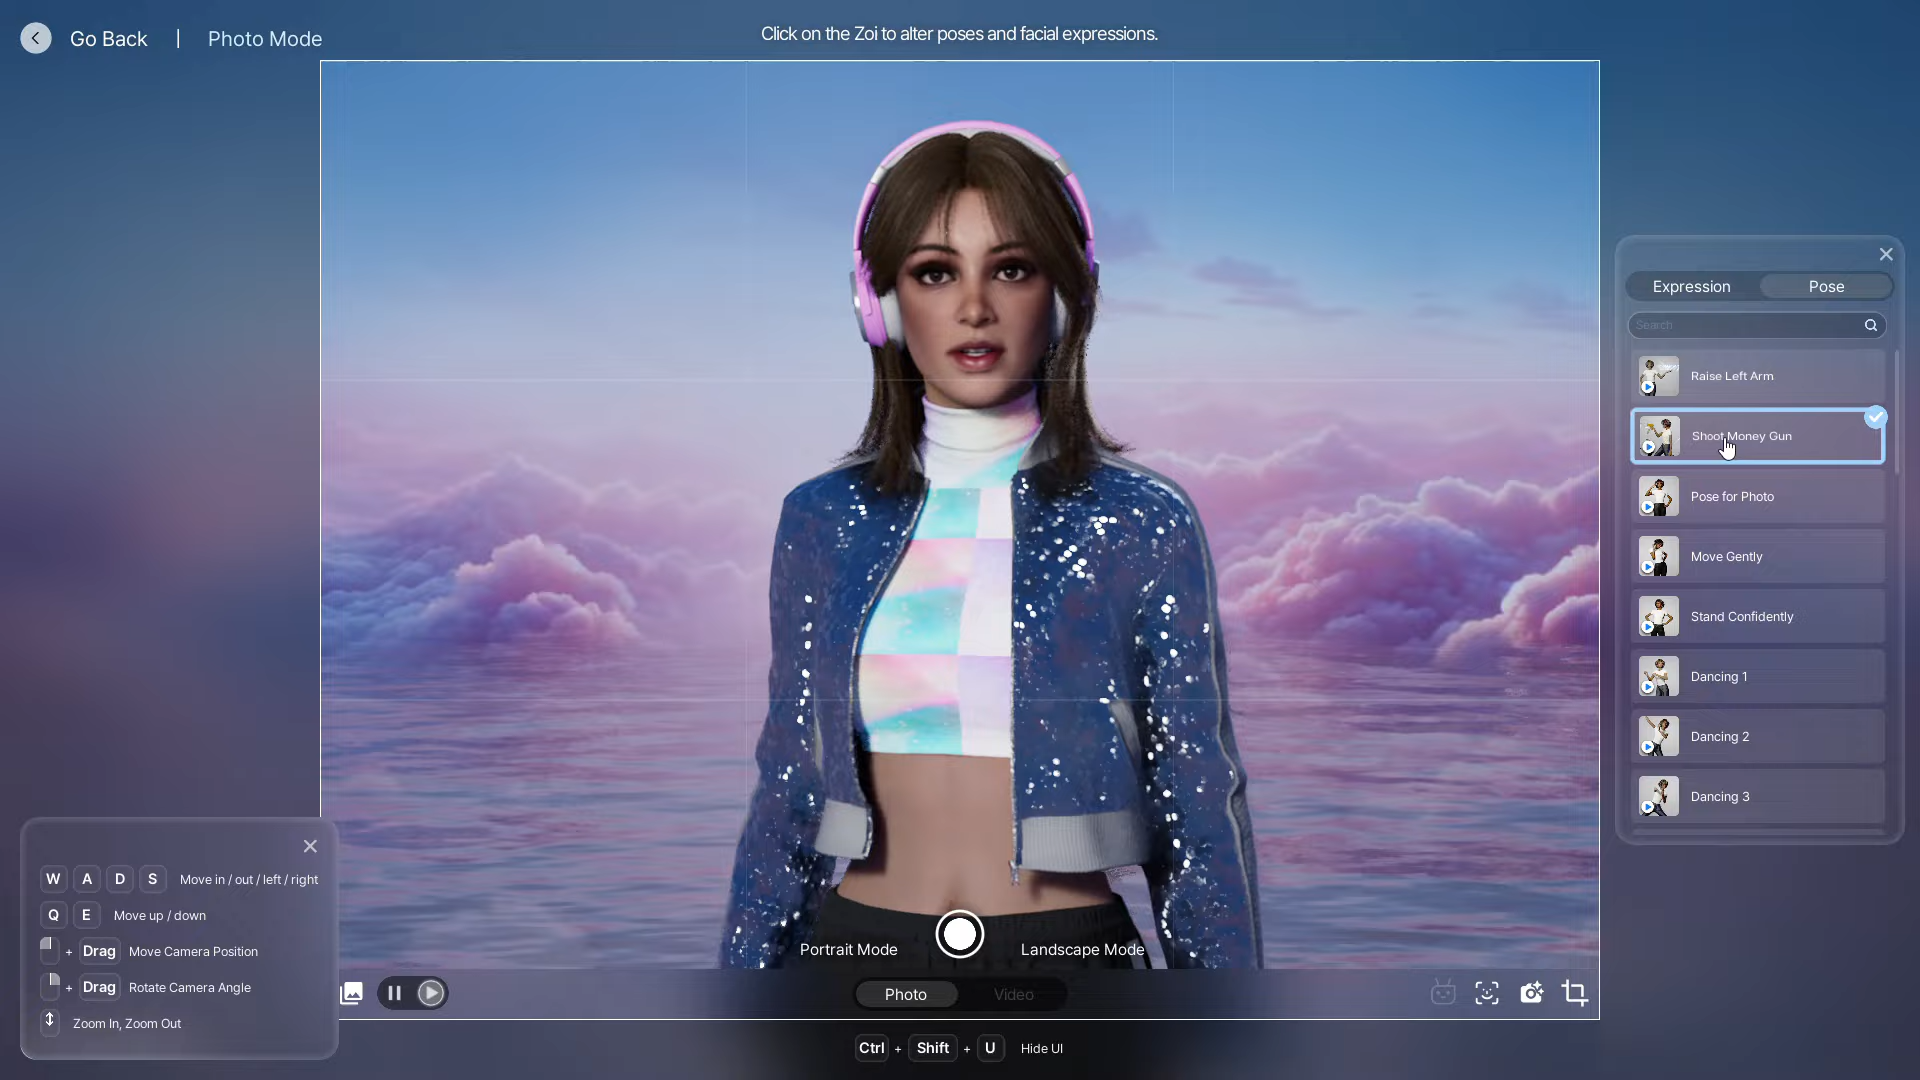 Go Back | Photo Mode
Click on the Zoi to alter poses and facial expressions.
Expression Pose
Search
Raise Left Arm
Shoot Money Gun
Pose for Photo
Move Gently
Stand Confidently
Dancing 1
Dancing 2
Dancing 3
W A D S Move in / out / left / right
Q E Move up / down
+ Drag Move Camera Position
+ Drag Rotate Camera Angle
Zoom In, Zoom Out
Portrait Mode Landscape Mode
Photo Video
Ctrl + Shift + U Hide UI